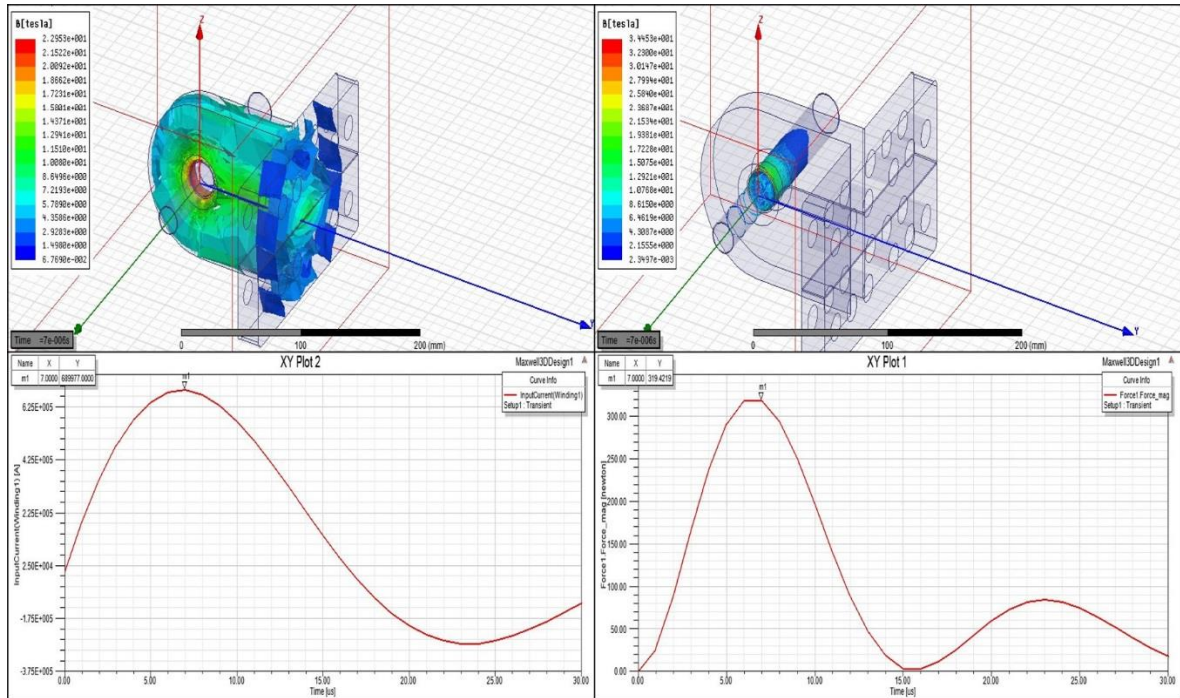 B[tesla]
2.2953e+001
2.1522e+001
2.0092e+001
1.8662e+001
1.7231e+001
1.5801e+001
1.4371e+001
1.2941e+001
1.1510e+001
1.0080e+001
8.6496e+000
7.2193e+000
5.7890e+000
4.3586e+000
2.9283e+000
1.4980e+000
6.7690e-002
Z
Y
Time =7e-006s
0 100 200 (mm)
B[tesla]
3.4453e+001
3.2300e+001
3.0147e+001
2.7994e+001
2.5840e+001
2.3687e+001
2.1534e+001
1.9381e+001
1.7228e+001
1.5075e+001
1.2921e+001
1.0768e+001
8.6150e+000
6.4619e+000
4.3087e+000
2.1555e+000
2.3497e-003
Z
Y
Time =7e-006s
0 100 200 (mm)
XY Plot 2
Maxwell3DDesign1
Name X Y
m1 7.0000 689977.0000
Curve Info
InputCurrent(Winding1)
Setup1 : Transient
m1
InputCurrent(Winding1) [A]
6.25E+005
4.25E+005
2.25E+005
2.50E+004
-1.75E+005
-3.75E+005
0.00 5.00 10.00 15.00 20.00 25.00 30.00
Time [us]
XY Plot 1
Maxwell3DDesign1
Name X Y
m1 7.0000 319.4219
Curve Info
Force1.Force_mag
Setup1 : Transient
m1
Force1.Force_mag [newton]
300.00
250.00
200.00
150.00
100.00
50.00
0.00
0.00 5.00 10.00 15.00 20.00 25.00 30.00
Time [us]